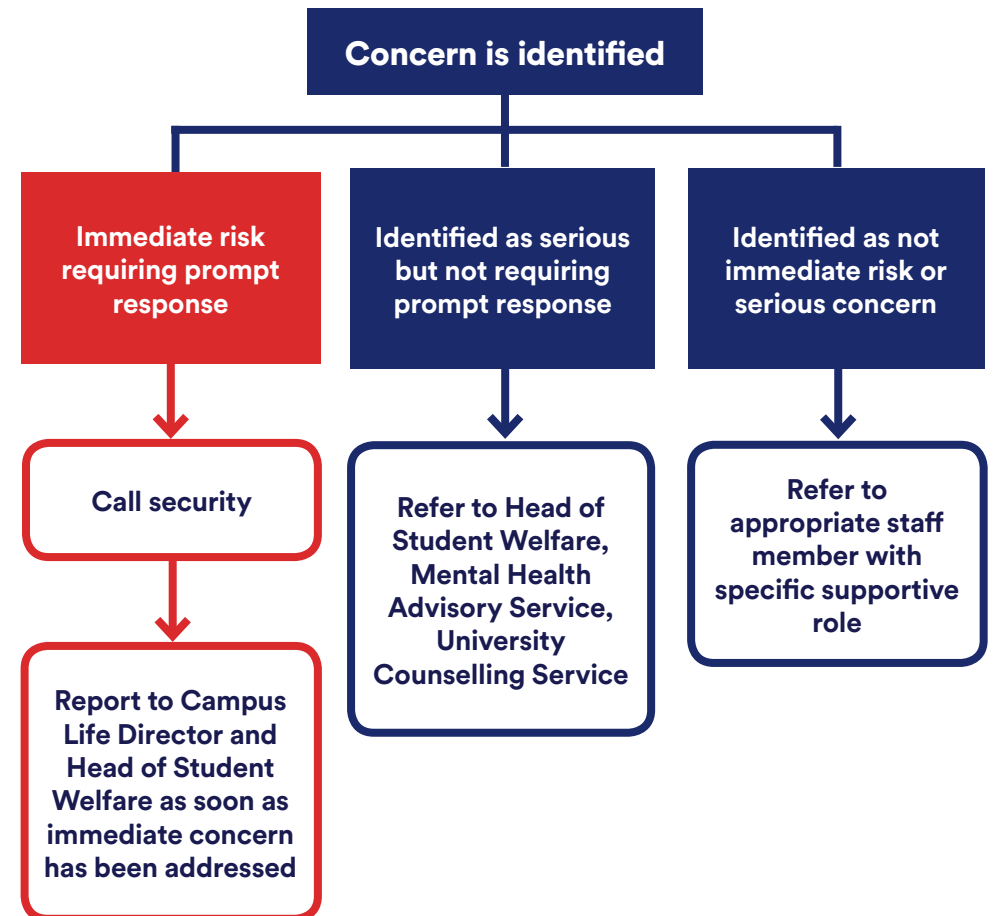 Concern is identified
Immediate risk
requiring prompt
response
Identified as serious
but not requiring
prompt response
Identified as not
immediate risk or
serious concern
Call security
Report to Campus
Life Director and
Head of Student
Welfare as soon as
immediate concern
has been addressed
Refer to Head of
Student Welfare,
Mental Health
Advisory Service,
University
Counselling Service
Refer to
appropriate staff
member with
specific supportive
role